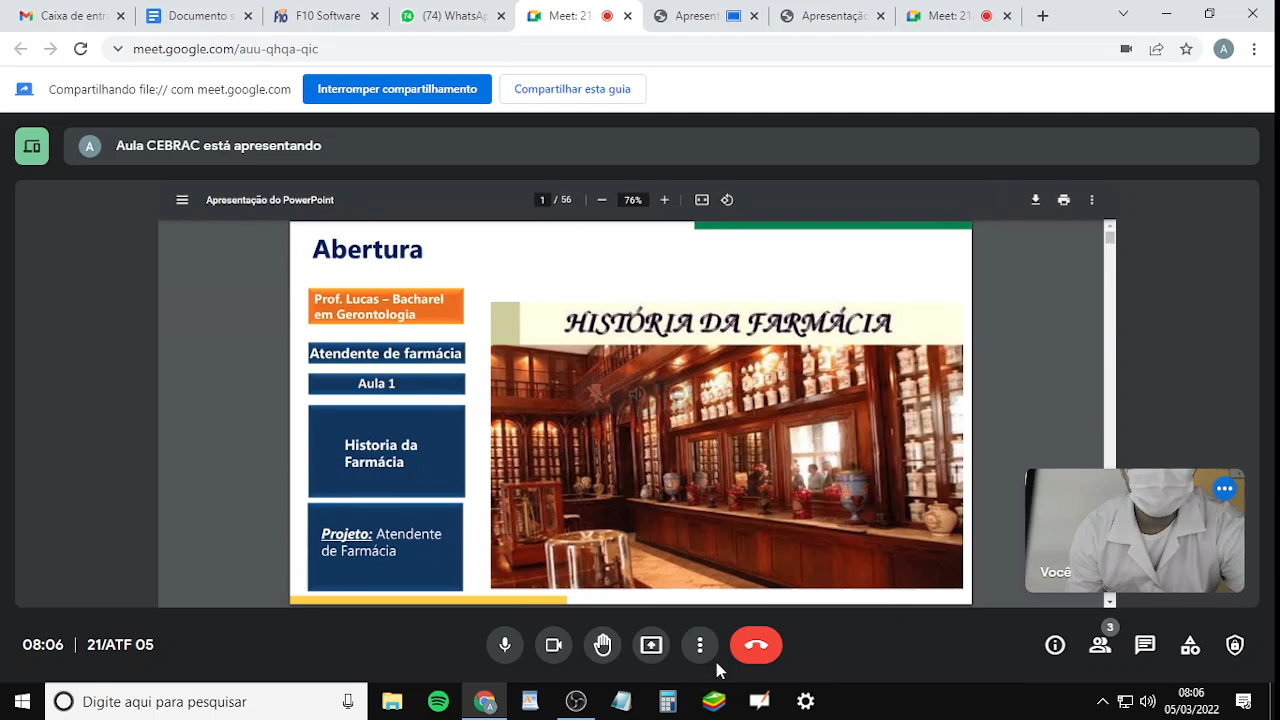 Caixa de entra
Documento s
F10 Software
(74) WhatsAp
Meet: 21
Apresent
Apresentação
Meet: 21
meet.google.com/auu-qhqa-qic
A
Compartilhando file:// com meet.google.com
Interromper compartilhamento
Compartilhar esta guia
A
Aula CEBRAC está apresentando
Apresentação do PowerPoint
1 / 56
76%
Abertura
Prof. Lucas – Bacharel
em Gerontologia
HISTÓRIA DA FARMÁCIA
Atendente de farmácia
Aula 1
Historia da
Farmácia
Projeto: Atendente
de Farmácia
Você
08:06
21/ATF 05
3
Digite aqui para pesquisar
08:06
05/03/2022